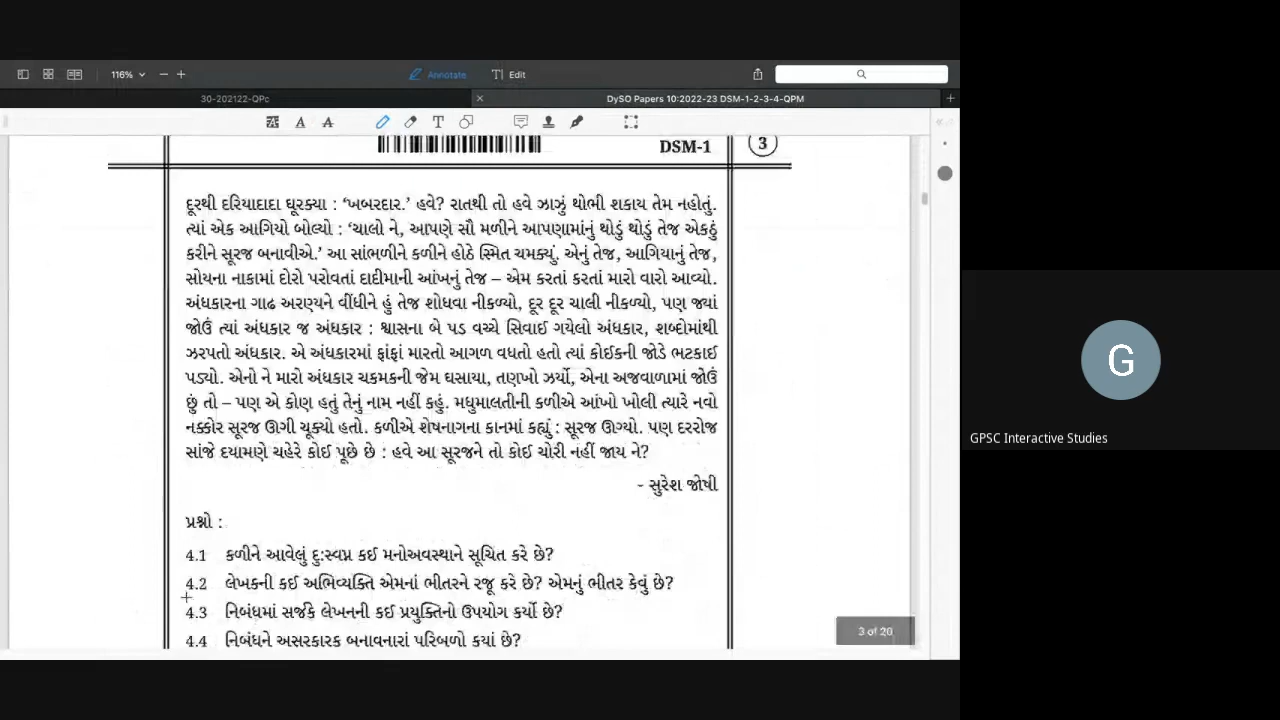 116%
Annotate
Edit
30-202122-QPc
DySO Papers 10:2022-23 DSM-1-2-3-4-QPM
DSM-1
3
દૂરથી દરિયાદાદા ઘૂરક્યા : ‘ખબરદાર.’ હવે? રાતથી તો હવે ઝાઝું થોભી શકાય તેમ નહોતું.
ત્યાં એક આગિયો બોલ્યો : ‘ચાલો ને, આપણે સૌ મળીને આપણામાંનું થોડું થોડું તેજ એકઠું
કરીને સૂરજ બનાવીએ.’ આ સાંભળીને કળીને હોઠે સ્મિત ચમક્યું. એનું તેજ, આગિયાનું તેજ,
સોયના નાકામાં દોરો પરોવતાં દાદીમાની આંખનું તેજ – એમ કરતાં કરતાં મારો વારો આવ્યો.
અંધકારના ગાઢ અરણ્યને વીંધીને હું તેજ શોધવા નીકળ્યો, દૂર દૂર ચાલી નીકળ્યો, પણ જ્યાં
જોઉં ત્યાં અંધકાર જ અંધકાર : શ્વાસના બે પડ વચ્ચે સિવાઈ ગયેલો અંધકાર, શબ્દોમાંથી
ઝરપતો અંધકાર. એ અંધકારમાં ફાંફાં મારતો આગળ વધતો હતો ત્યાં કોઈકની જોડે ભટકાઈ
પડ્યો. એનો ને મારો અંધકાર ચકમકની જેમ ઘસાયા, તણખો ઝર્યો, એના અજવાળામાં જોઉં
છું તો – પણ એ કોણ હતું તેનું નામ નહીં કહું. મધુમાલતીની કળીએ આંખો ખોલી ત્યારે નવો
નક્કોર સૂરજ ઊગી ચૂક્યો હતો. કળીએ શેષનાગના કાનમાં કહ્યું : સૂરજ ઊગ્યો. પણ દરરોજ
સાંજે દયામણે ચહેરે કોઈ પૂછે છે : હવે આ સૂરજને તો કોઈ ચોરી નહીં જાય ને?
- સુરેશ જોષી
પ્રશ્નો :
4.1 કળીને આવેલું દુઃસ્વપ્ન કઈ મનોઅવસ્થાને સૂચિત કરે છે?
4.2 લેખકની કઈ અભિવ્યક્તિ એમનાં ભીતરને રજૂ કરે છે? એમનું ભીતર કેવું છે?
4.3 નિબંધમાં સર્જકે લેખનની કઈ પ્રયુક્તિનો ઉપયોગ કર્યો છે?
4.4 નિબંધને અસરકારક બનાવનારાં પરિબળો કયાં છે?
3 of 20
G
GPSC Interactive Studies